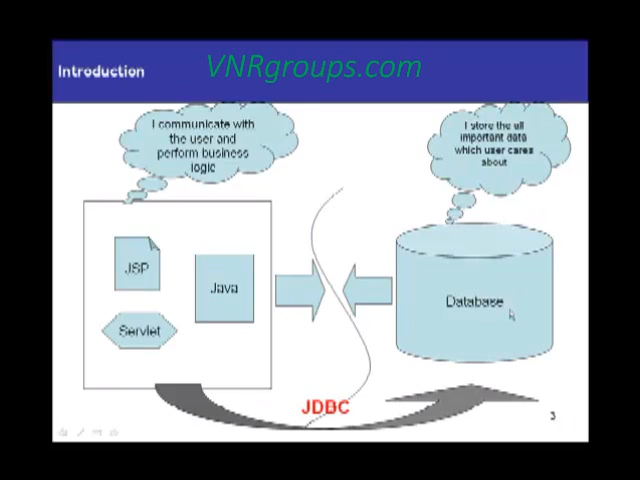 Introduction
VNRgroups.com
I communicate with
the user and
perform business
logic
I store the all
important data
which user cares
about
JSP
Java
Servlet
Database
JDBC
3